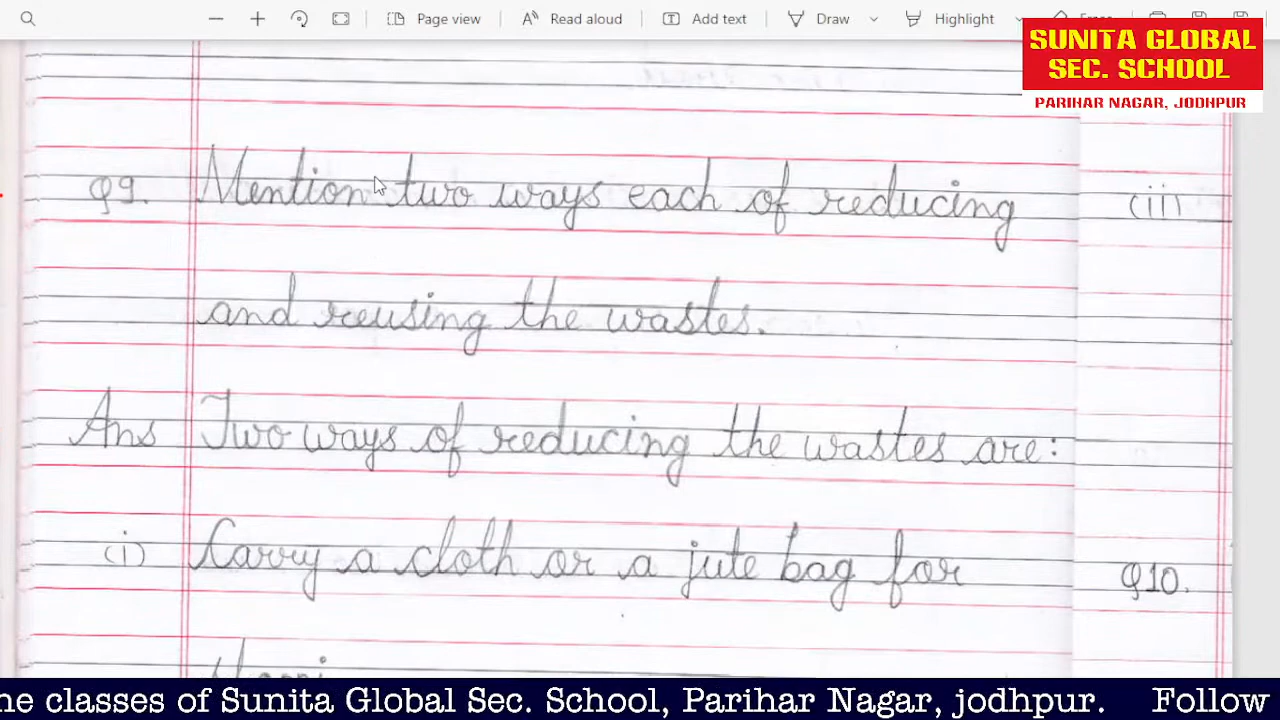 Page view
Read aloud
Add text
Draw
Highlight
SUNITA GLOBAL
SEC. SCHOOL
PARIHAR NAGAR, JODHPUR
Q9. Mention two ways each of reducing
(ii)
and reusing the wastes.
Ans Two ways of reducing the wastes are:
(i) Carry a cloth or a jute bag for
Q10.
ne classes of Sunita Global Sec. School, Parihar Nagar, jodhpur. Follow